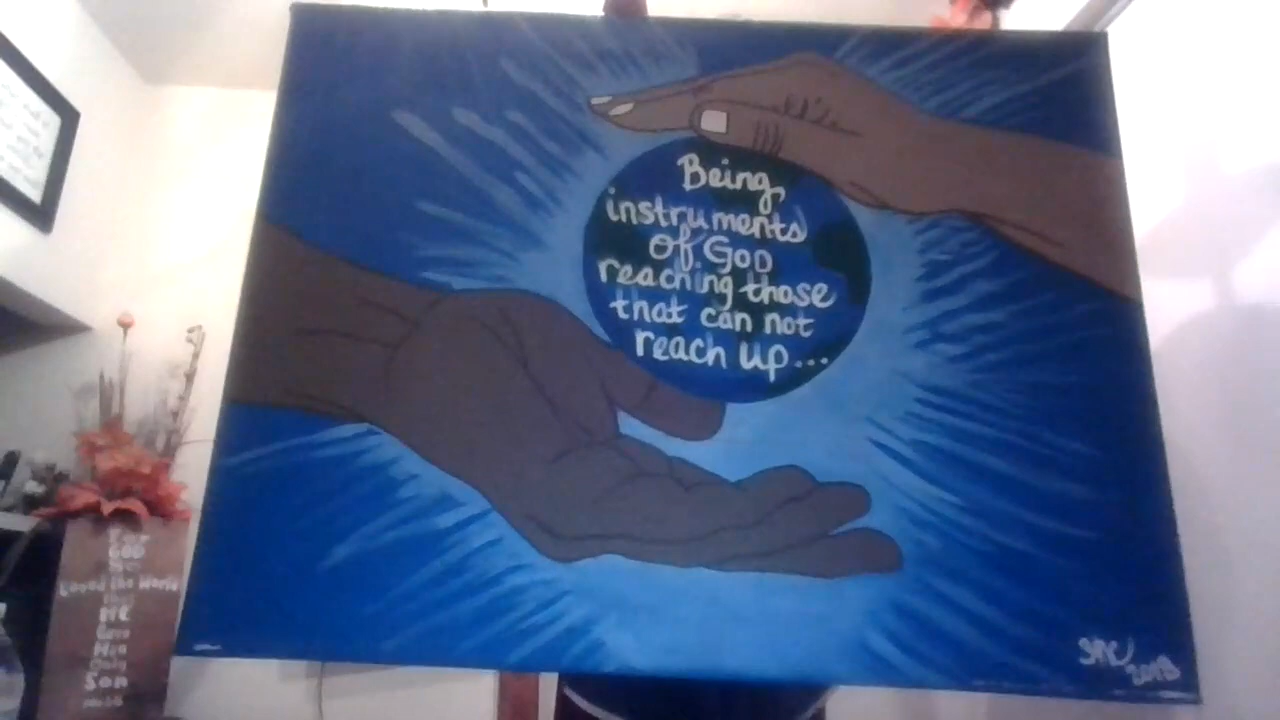 Being,
instruments
of GOD
reaching those
that can not
reach up...
For
GOD
So
Loved the World
that
HE
Gave
His
Only
Son